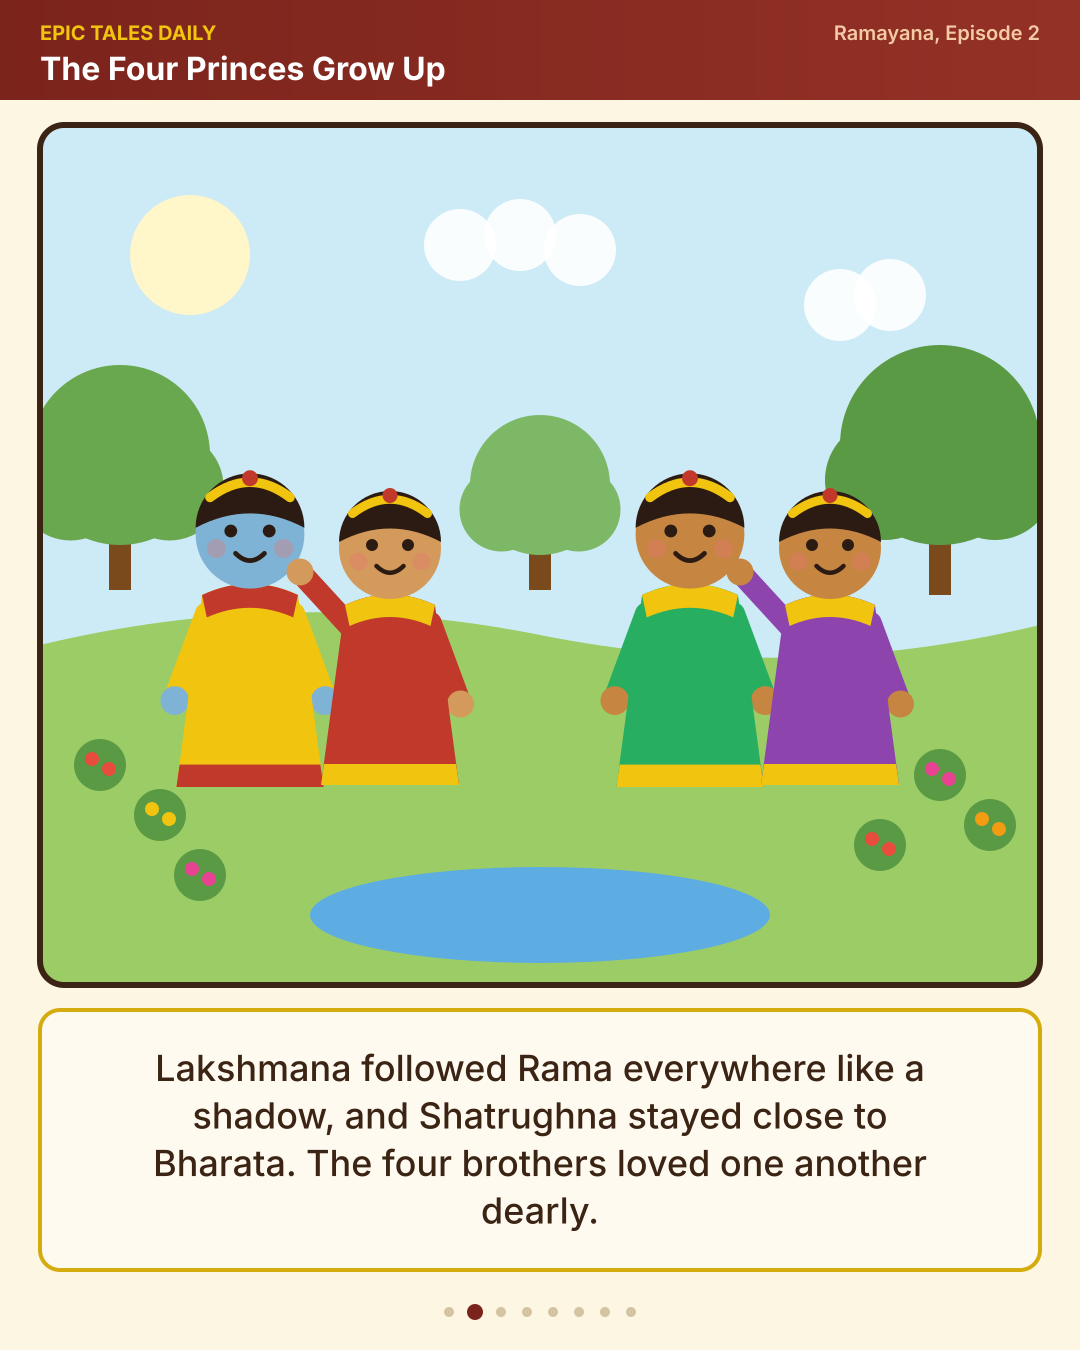 EPIC TALES DAILY
Ramayana, Episode 2
The Four Princes Grow Up
Lakshmana followed Rama everywhere like a
shadow, and Shatrughna stayed close to
Bharata. The four brothers loved one another
dearly.